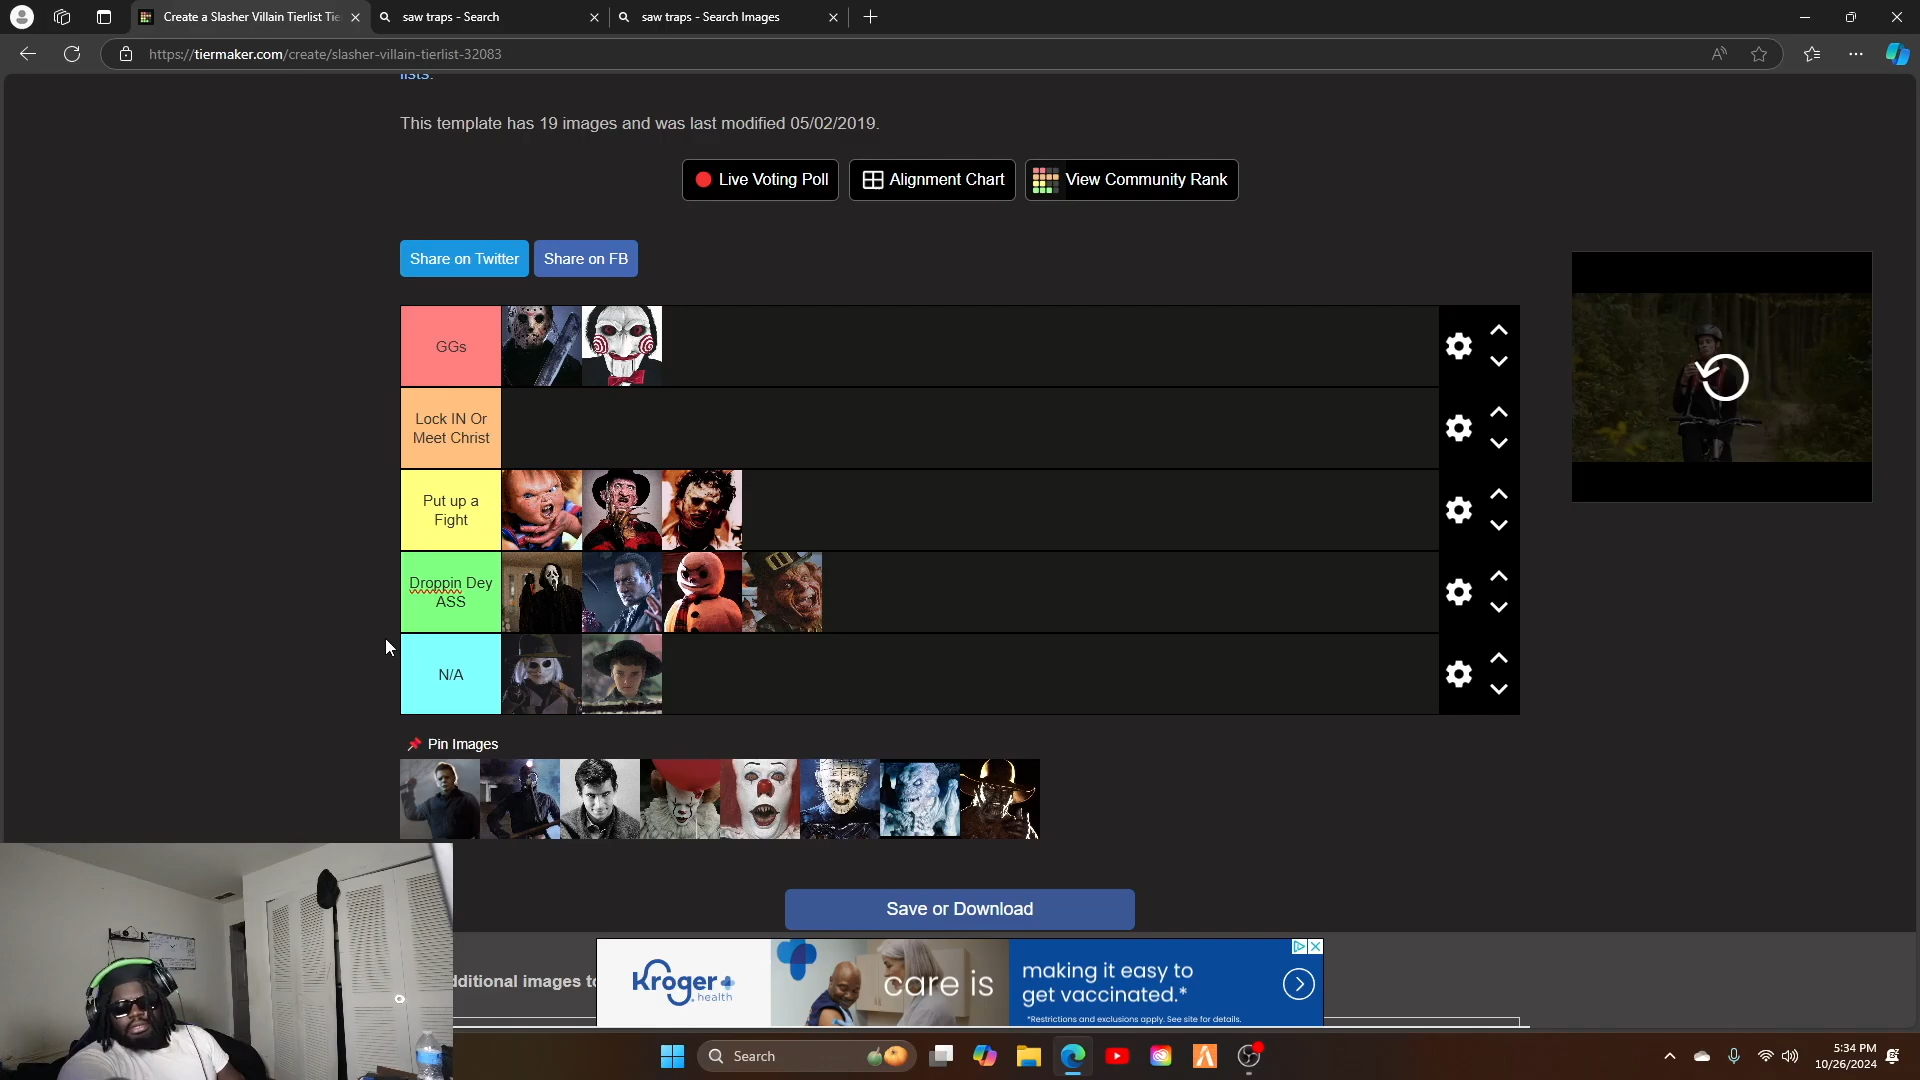 Create a Slasher Villain Tierlist Tie
saw traps - Search
saw traps - Search Images
https://tiermaker.com/create/slasher-villain-tierlist-32083
lists.
This template has 19 images and was last modified 05/02/2019.
Live Voting Poll
Alignment Chart
View Community Rank
Share on Twitter
Share on FB
GGs
Lock IN Or
Meet Christ
Put up a
Fight
Droppin Dey
ASS
N/A
Pin Images
Save or Download
dditional images to
Kroger
health
care is
making it easy to
get vaccinated.*
*Restrictions and exclusions apply. See site for details.
Search
5:34 PM
10/26/2024